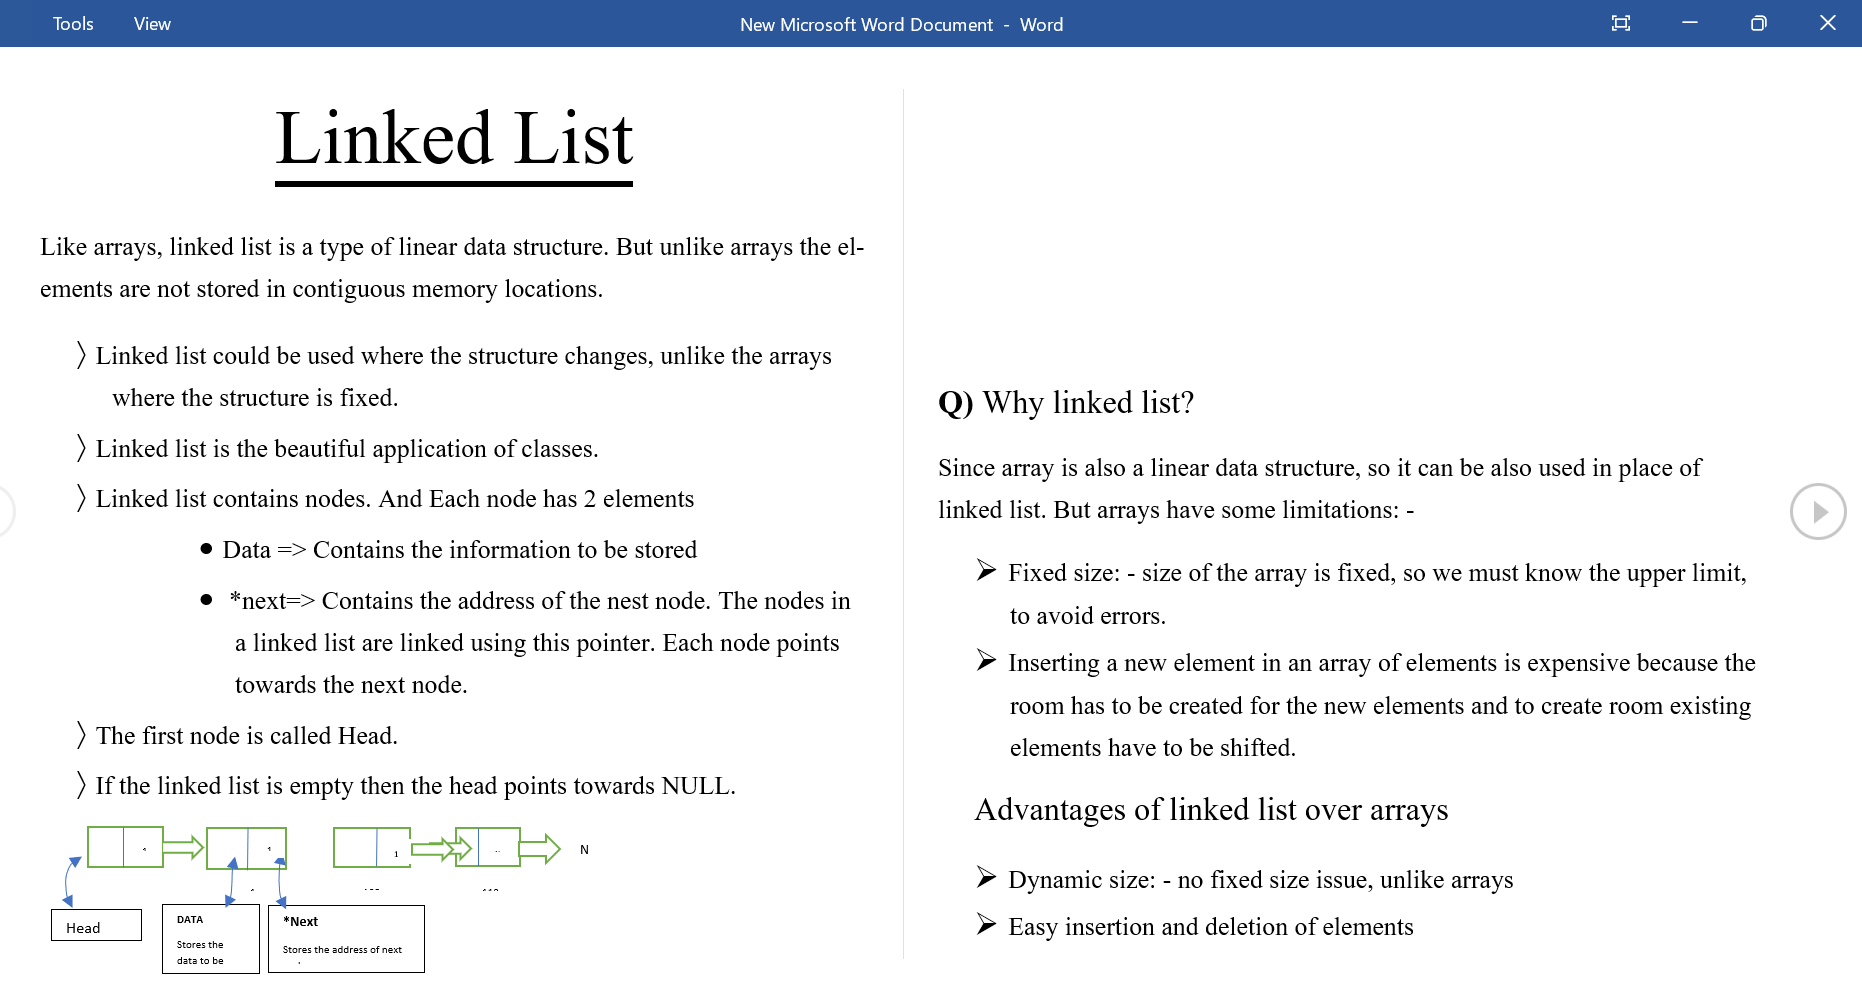 Tools View
New Microsoft Word Document - Word
Linked List
Like arrays, linked list is a type of linear data structure. But unlike arrays the el-
ements are not stored in contiguous memory locations.
Linked list could be used where the structure changes, unlike the arrays
where the structure is fixed.
Linked list is the beautiful application of classes.
Linked list contains nodes. And Each node has 2 elements
Data => Contains the information to be stored
*next=> Contains the address of the nest node. The nodes in
a linked list are linked using this pointer. Each node points
towards the next node.
The first node is called Head.
If the linked list is empty then the head points towards NULL.
1
N
Head
DATA
Stores the
data to be
*Next
Stores the address of next
Q) Why linked list?
Since array is also a linear data structure, so it can be also used in place of
linked list. But arrays have some limitations: -
Fixed size: - size of the array is fixed, so we must know the upper limit,
to avoid errors.
Inserting a new element in an array of elements is expensive because the
room has to be created for the new elements and to create room existing
elements have to be shifted.
Advantages of linked list over arrays
Dynamic size: - no fixed size issue, unlike arrays
Easy insertion and deletion of elements